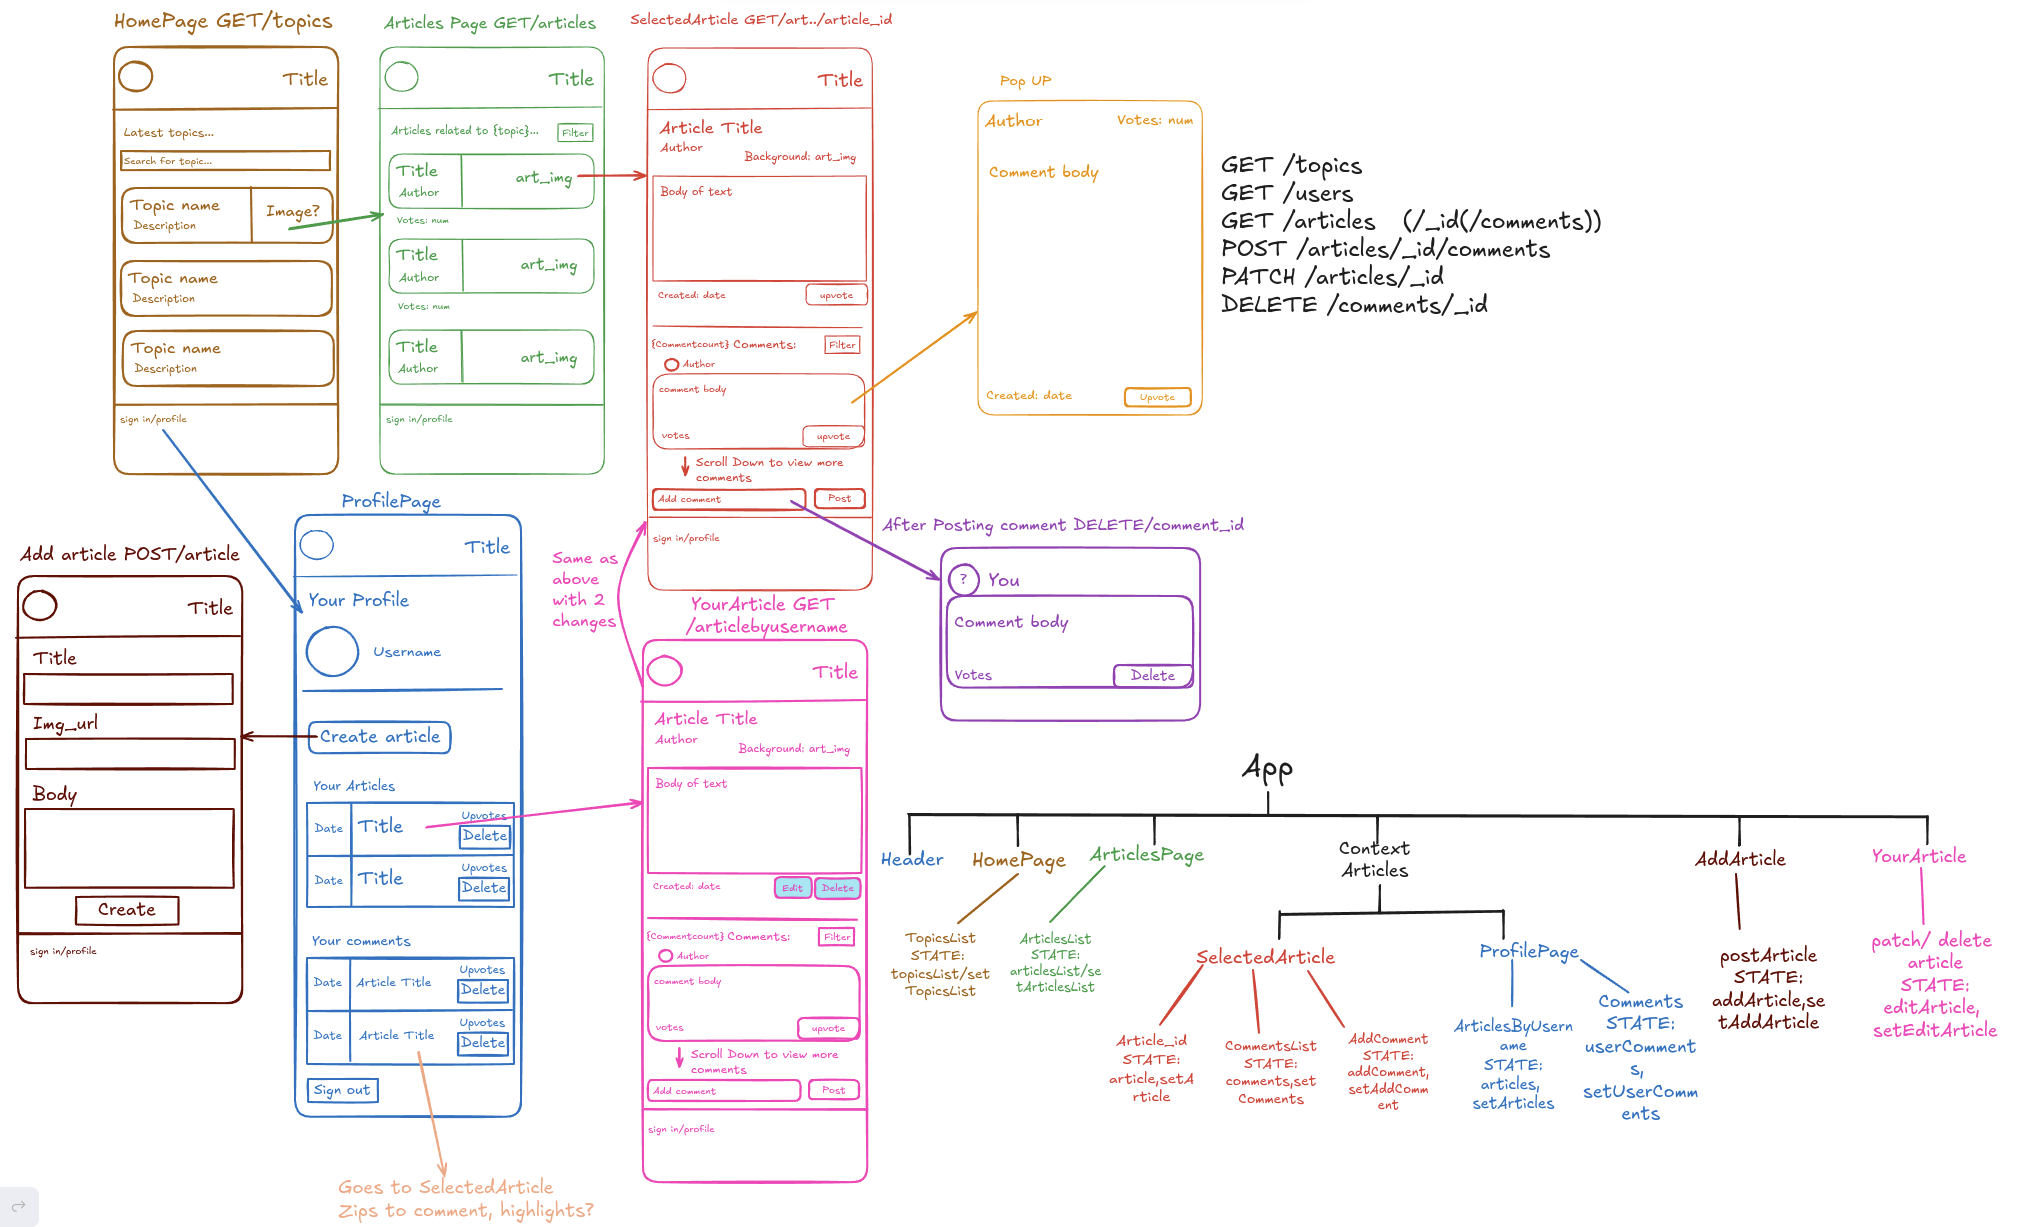 HomePage GET/topics
Title
Latest topics...
Search for topic...
Topic name
Description
Image?
Topic name
Description
Topic name
Description
sign in/profile
Articles Page GET/articles
Title
Articles related to {topic}...
Filter
Title
Author
art_img
Votes: num
Title
Author
art_img
Votes: num
Title
Author
art_img
sign in/profile
SelectedArticle GET/art../article_id
Title
Article Title
Author
Background: art_img
Body of text
Created: date
upvote
{Commentcount} Comments:
Filter
Author
comment body
votes
upvote
Scroll Down to view more
comments
Add comment
Post
sign in/profile
Pop UP
Author
Votes: num
Comment body
Created: date
Upvote
GET /topics
GET /users
GET /articles (/_id(/comments))
POST /articles/_id/comments
PATCH /articles/_id
DELETE /comments/_id
Add article POST/article
Title
Title
Img_url
Body
Create
sign in/profile
ProfilePage
Title
Your Profile
Username
Create article
Your Articles
Date
Title
Upvotes
Delete
Date
Title
Upvotes
Delete
Your comments
Date
Article Title
Upvotes
Delete
Date
Article Title
Upvotes
Delete
Sign out
Goes to SelectedArticle
Zips to comment, highlights?
Same as
above
with 2
changes
YourArticle GET
/articlebyusername
Title
Article Title
Author
Background: art_img
Body of text
Created: date
Edit
Delete
{Commentcount} Comments:
Filter
Author
comment body
votes
upvote
Scroll Down to view more
comments
Add comment
Post
sign in/profile
After Posting comment DELETE/comment_id
?
You
Comment body
Votes
Delete
App
Header
HomePage
TopicsList
STATE:
topicsList/set
TopicsList
ArticlesPage
ArticlesList
STATE:
articlesList/se
tArticlesList
Context
Articles
SelectedArticle
Article_id
STATE:
article,setA
rticle
CommentsList
STATE:
comments,set
Comments
AddComment
STATE:
addComment,
setAddComm
ent
ProfilePage
ArticlesByUsern
ame
STATE:
articles,
setArticles
Comments
STATE:
userComment
s,
setUserComm
ents
AddArticle
postArticle
STATE:
addArticle,se
tAddArticle
YourArticle
patch/ delete
article
STATE:
editArticle,
setEditArticle